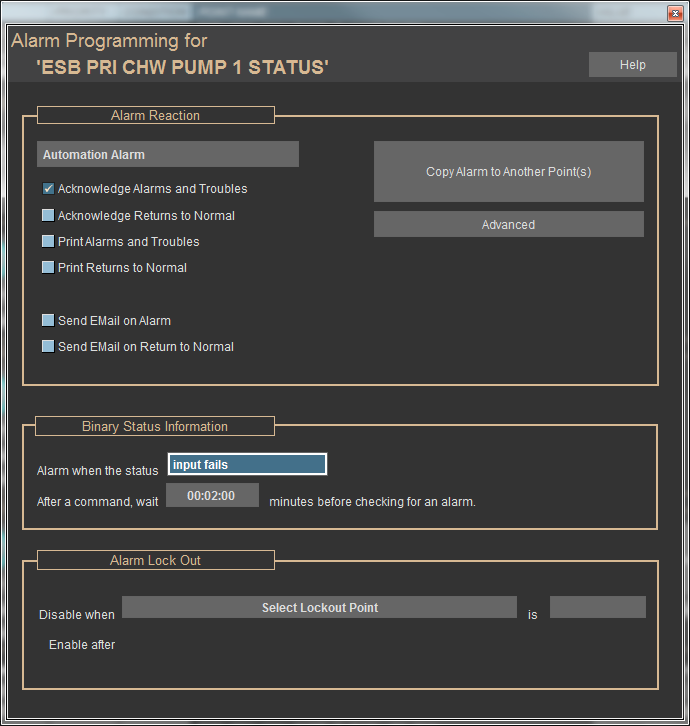 Alarm Programming for
'ESB PRI CHW PUMP 1 STATUS'
Help
Alarm Reaction
Automation Alarm
Copy Alarm to Another Point(s)
Acknowledge Alarms and Troubles
Acknowledge Returns to Normal
Advanced
Print Alarms and Troubles
Print Returns to Normal
Send EMail on Alarm
Send EMail on Return to Normal
Binary Status Information
Alarm when the status input fails
After a command, wait 00:02:00 minutes before checking for an alarm.
Alarm Lock Out
Disable when Select Lockout Point is
Enable after